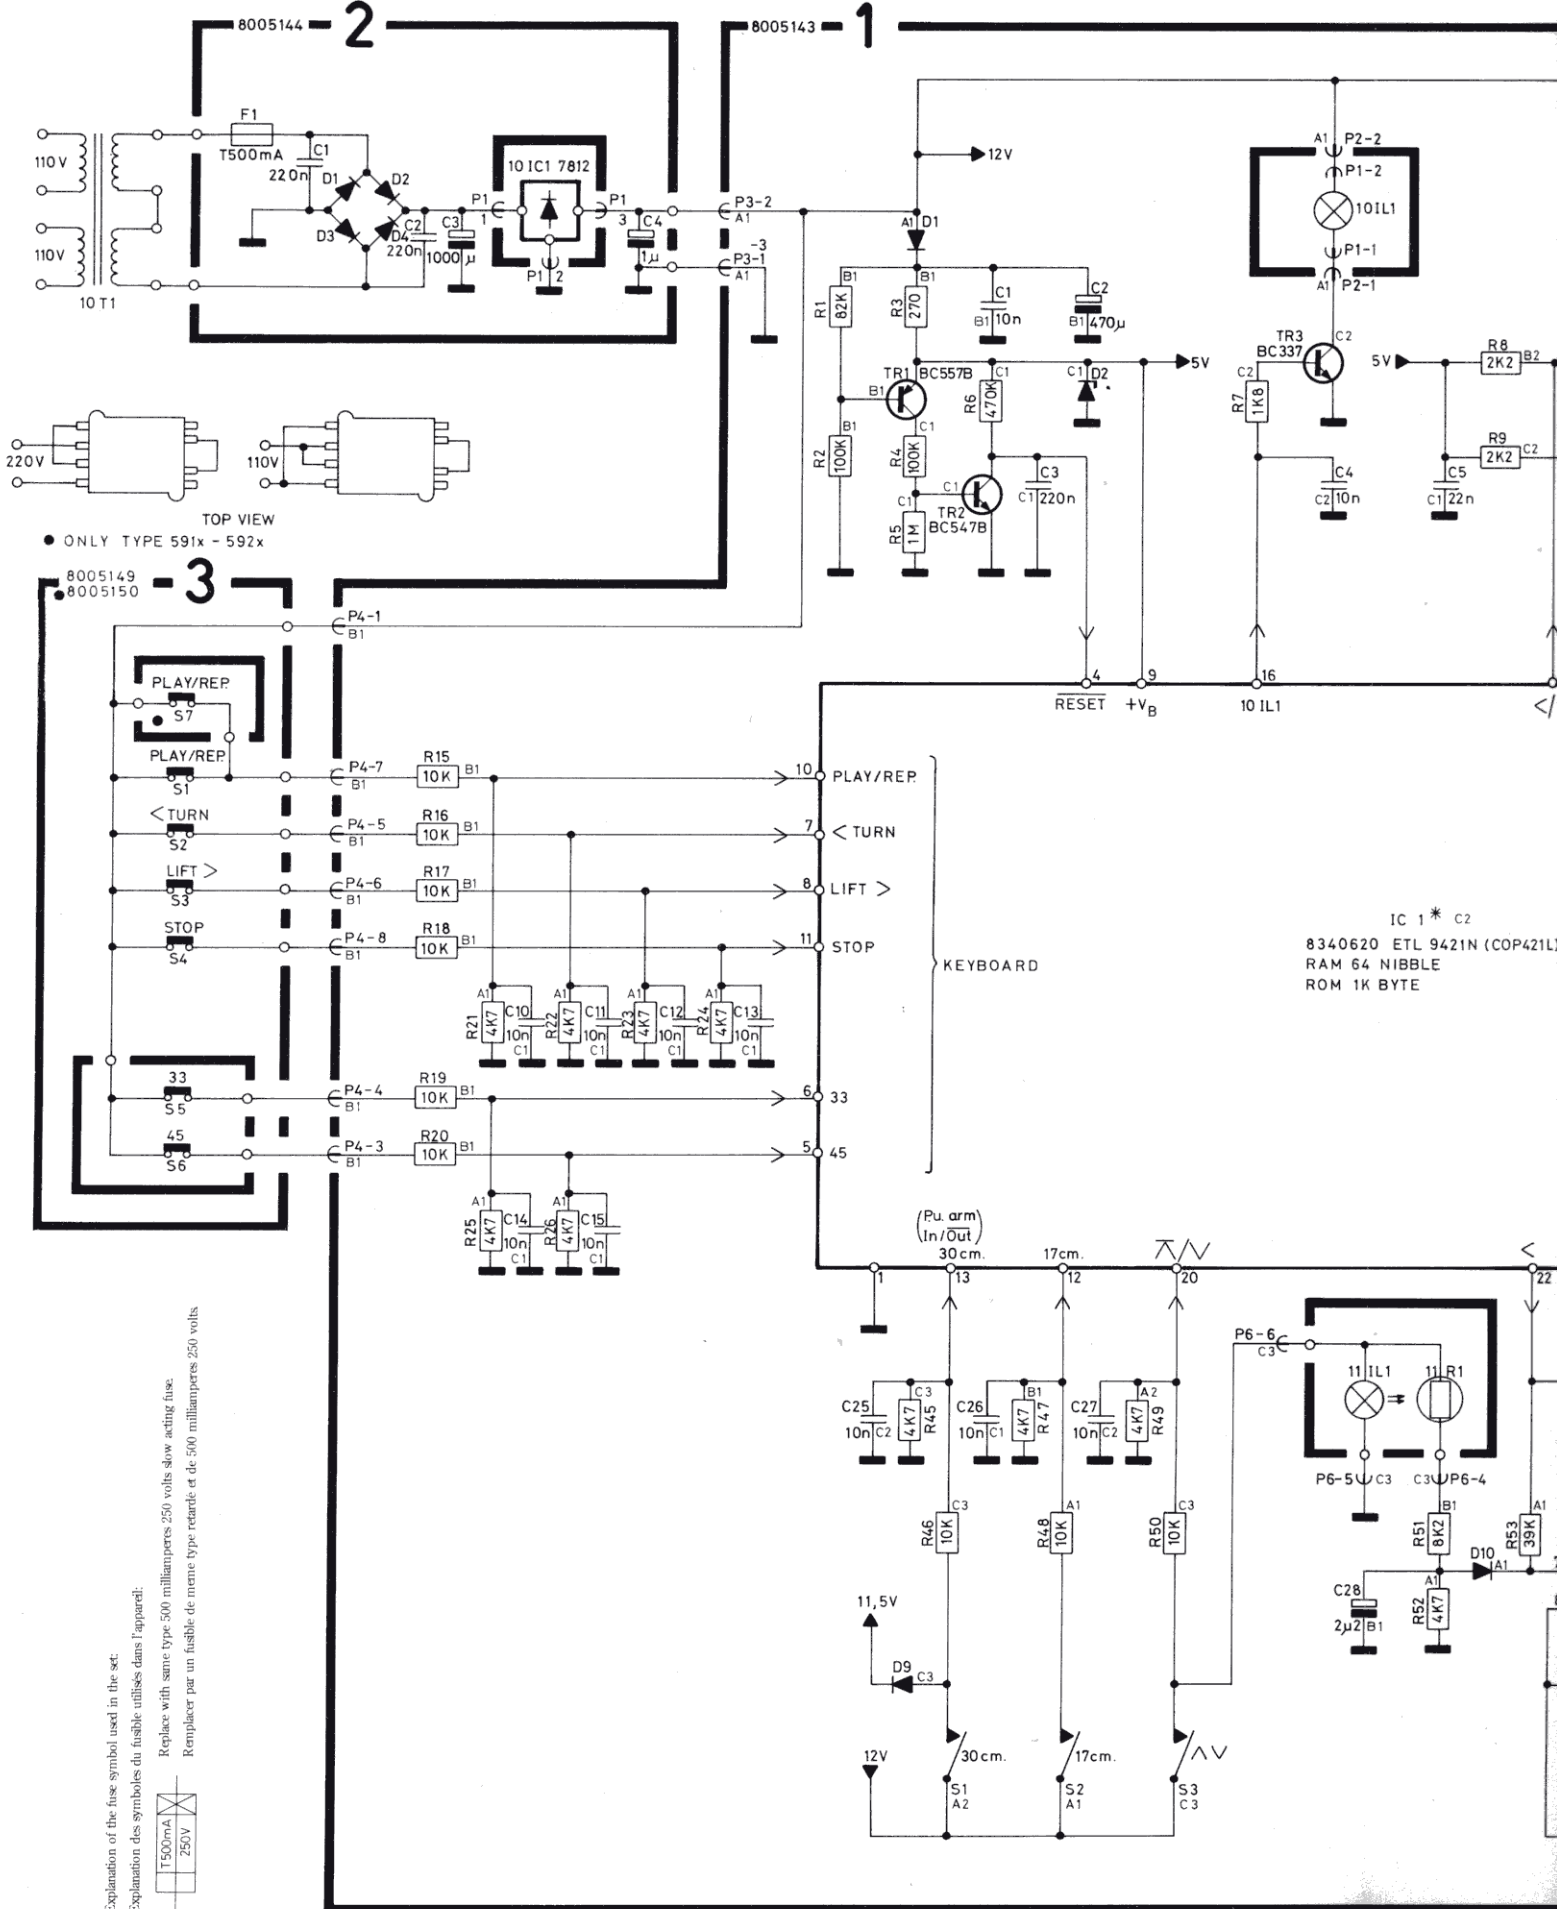 8005144 2
8005143 1
F1
T500mA
C1
220n
D1
D2
D3
D4
C2
220n
C3
1000µ
P1
1
10 IC1 7812
P1
3
P1
2
C4
1µ
110V
110V
10 T1
P3-2
A1
-3
P3-1
A1
12V
A1 D1
B1
R1
82K
B1
R3
270
C1
B1 10n
C2
B1 470µ
5V
TR1 BC557B
B1
C1
R6
470K
C1 D2
B1
R2
100K
C1
R4
100K
C1
R5
1M
C1
TR2
BC547B
C3
C1 220n
A1 P2-2
P1-2
10IL1
P1-1
A1 P2-1
TR3
BC337
C2
C2
R7
1K8
C4
C2 10n
5V
R8
2K2
B2
R9
2K2
C2
C5
C1 22n
220V
110V
TOP VIEW
● ONLY TYPE 591x - 592x
8005149
● 8005150
3
P4-1
B1
PLAY/REP.
S7
PLAY/REP.
S1
P4-7
B1
R15
10K
B1
10 PLAY/REP.
< TURN
S2
P4-5
B1
R16
10K
B1
7 < TURN
LIFT >
S3
P4-6
B1
R17
10K
B1
8 LIFT >
STOP
S4
P4-8
B1
R18
10K
B1
11 STOP
KEYBOARD
4
RESET
9
+VB
16
10 IL1
</
IC 1* C2
8340620 ETL 9421N (COP421L)
RAM 64 NIBBLE
ROM 1K BYTE
A1
R21
4K7
C10
10n
C1
A1
R22
4K7
C11
10n
C1
A1
R23
4K7
C12
10n
C1
A1
R24
4K7
C13
10n
C1
33
S5
P4-4
B1
R19
10K
B1
6 33
45
S6
P4-3
B1
R20
10K
B1
5 45
A1
R25
4K7
C14
10n
C1
A1
R26
4K7
C15
10n
C1
(Pu. arm)
(In/Out)
30cm.
17cm.
<
1
13
12
20
22
C25
10n C2
C3
R45
4K7
C26
10n C1
B1
R47
4K7
C27
10n C2
A2
R49
4K7
P6-6
C3
11 IL1
11 R1
P6-5 C3
C3 P6-4
C3
R46
10K
A1
R48
10K
C3
R50
10K
B1
R51
8K2
A1
R53
39K
D10
A1
C28
2µ2 B1
A1
R52
4K7
11,5V
D9
C3
12V
30cm.
S1
A2
17cm.
S2
A1
S3
C3
Explanation of the fuse symbol used in the set:
Explanation des symboles du fusible utilisés dans l'appareil:
T500mA
250V
Replace with same type 500 milliamperes 250 volts slow acting fuse.
Remplacer par un fusible de meme type retardé et de 500 milliamperes 250 volts.